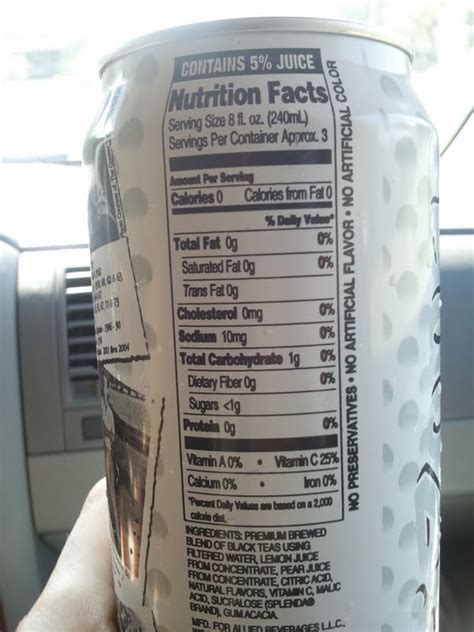 CONTAINS 5% JUICE
Nutrition Facts
Serving Size 8 fl. oz. (240mL)
Servings Per Container Approx. 3
Amount Per Serving
Calories 0 Calories from Fat 0
% Daily Value*
Total Fat 0g 0%
Saturated Fat 0g 0%
Trans Fat 0g
Cholesterol 0mg 0%
Sodium 10mg 0%
Total Carbohydrate 1g 0%
Dietary Fiber 0g 0%
Sugars <1g
Protein 0g 0%
Vitamin A 0% • Vitamin C 25%
Calcium 0% • Iron 0%
*Percent Daily Values are based on a 2,000
calorie diet.
INGREDIENTS: PREMIUM BREWED
BLEND OF BLACK TEAS USING
FILTERED WATER, LEMON JUICE
FROM CONCENTRATE, PEAR JUICE
FROM CONCENTRATE, CITRIC ACID,
NATURAL FLAVORS, VITAMIN C, MALIC
ACID, SUCRALOSE (SPLENDA®
BRAND), GUM ACACIA.
MFD. FOR ALLIED BEVERAGES L.L.C.
NO PRESERVATIVES • NO ARTIFICIAL FLAVOR • NO ARTIFICIAL COLOR